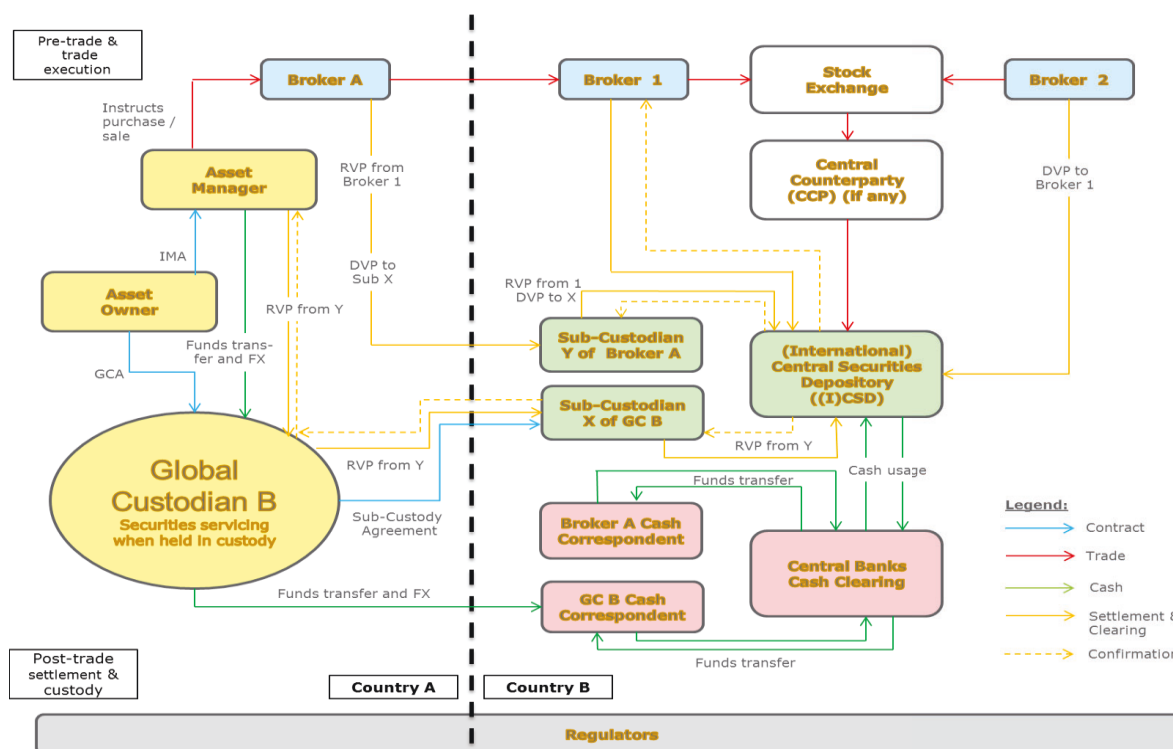 Pre-trade &
trade
execution
Broker A
Broker 1
Stock
Exchange
Broker 2
Instructs
purchase /
sale
RVP from
Broker 1
Asset
Manager
Central
Counterparty
(CCP) (if any)
DVP to
Broker 1
IMA
DVP to
Sub X
Asset
Owner
RVP from Y
RVP from 1
DVP to X
Funds trans-
fer and FX
GCA
Sub-Custodian
Y of Broker A
(International)
Central Securities
Depository
((I)CSD)
Sub-Custodian
X of GC B
RVP from Y
RVP from Y
Cash usage
Global
Custodian B
Securities servicing
when held in custody
Funds transfer
Sub-Custody
Agreement
Broker A Cash
Correspondent
Central Banks
Cash Clearing
Funds transfer and FX
GC B Cash
Correspondent
Funds transfer
Legend:
Contract
Trade
Cash
Settlement &
Clearing
Confirmation
Post-trade
settlement &
custody
Country A
Country B
Regulators